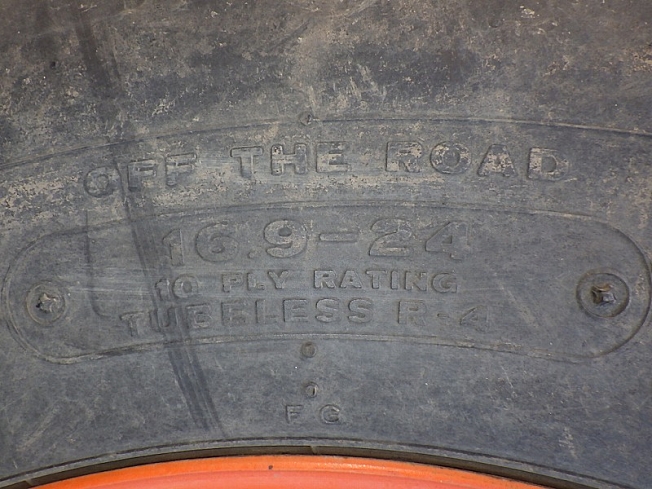 OFF THE ROAD
16.9-24
10 PLY RATING
TUBELESS R-4
FG